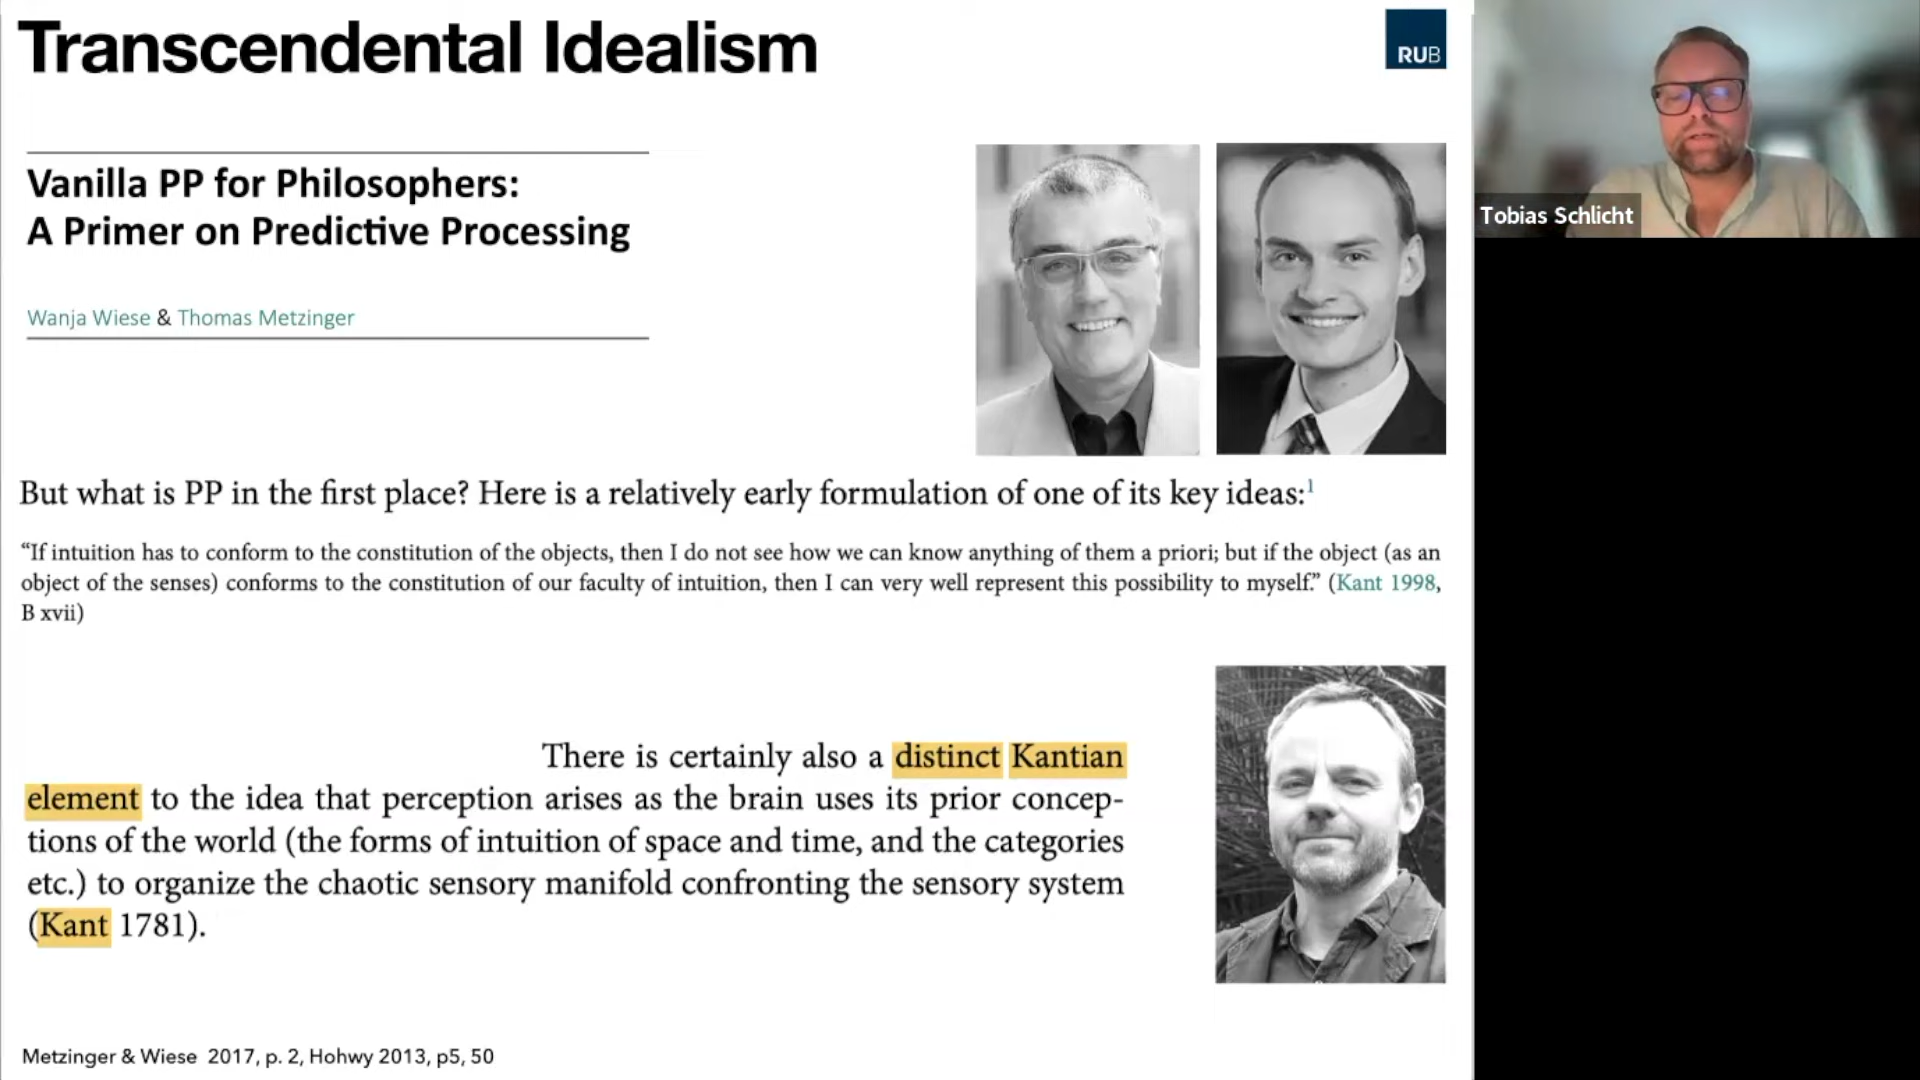 Transcendental Idealism
RUB
Vanilla PP for Philosophers:
A Primer on Predictive Processing
Wanja Wiese & Thomas Metzinger
Tobias Schlicht
But what is PP in the first place? Here is a relatively early formulation of one of its key ideas:1
“If intuition has to conform to the constitution of the objects, then I do not see how we can know anything of them a priori; but if the object (as an
object of the senses) conforms to the constitution of our faculty of intuition, then I can very well represent this possibility to myself.” (Kant 1998,
B xvii)
There is certainly also a distinct Kantian
element to the idea that perception arises as the brain uses its prior concep-
tions of the world (the forms of intuition of space and time, and the categories
etc.) to organize the chaotic sensory manifold confronting the sensory system
(Kant 1781).
Metzinger & Wiese 2017, p. 2, Hohwy 2013, p5, 50